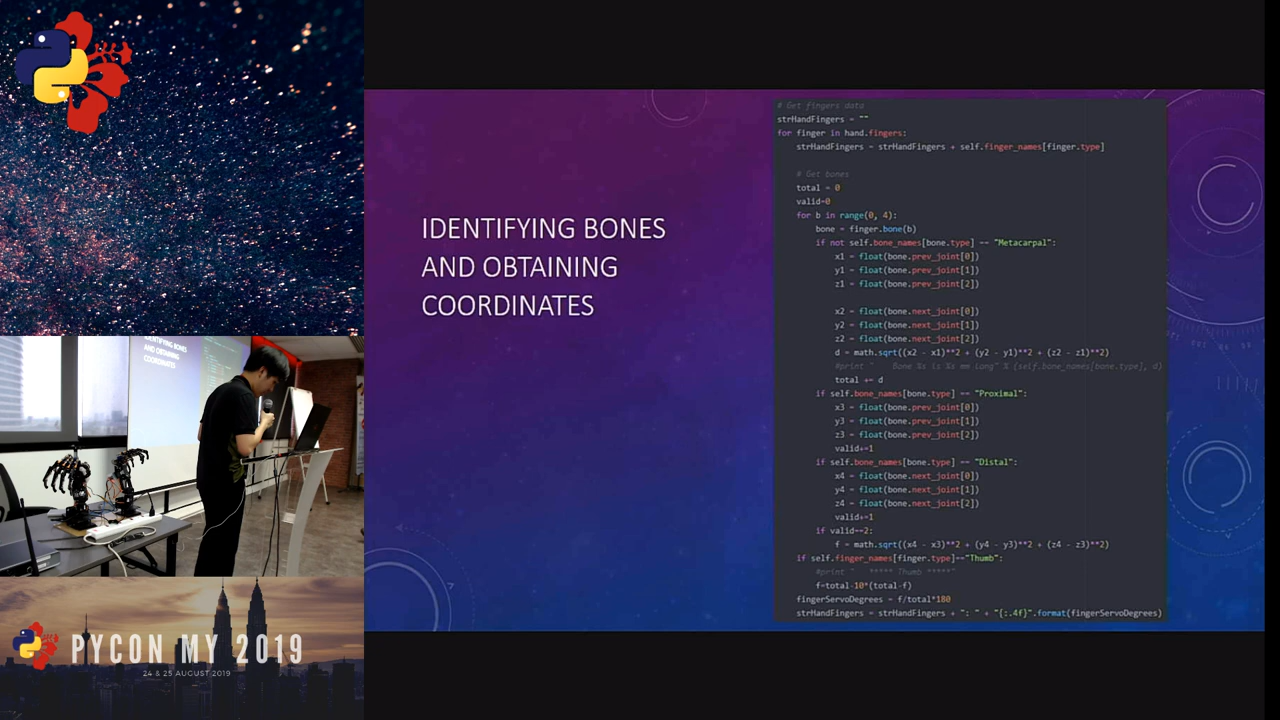 IDENTIFYING BONES
AND OBTAINING
COORDINATES
# Get fingers data
strHandFingers = ""
for finger in hand.fingers:
strHandFingers = strHandFingers + self.finger_names[finger.type]
# Get bones
total = 0
valid=0
for b in range(0, 4):
bone = finger.bone(b)
if not self.bone_names[bone.type] == "Metacarpal":
x1 = float(bone.prev_joint[0])
y1 = float(bone.prev_joint[1])
z1 = float(bone.prev_joint[2])
x2 = float(bone.next_joint[0])
y2 = float(bone.next_joint[1])
z2 = float(bone.next_joint[2])
d = math.sqrt((x2 - x1)**2 + (y2 - y1)**2 + (z2 - z1)**2)
#print "    Bone %s is %s mm long" % (self.bone_names[bone.type], d)
total += d
if self.bone_names[bone.type] == "Proximal":
x3 = float(bone.prev_joint[0])
y3 = float(bone.prev_joint[1])
z3 = float(bone.prev_joint[2])
valid+=1
if self.bone_names[bone.type] == "Distal":
x4 = float(bone.next_joint[0])
y4 = float(bone.next_joint[1])
z4 = float(bone.next_joint[2])
valid+=1
if valid==2:
f = math.sqrt((x4 - x3)**2 + (y4 - y3)**2 + (z4 - z3)**2)
if self.finger_names[finger.type]=="Thumb":
#print "   ***** Thumb *****"
f=total-10*(total-f)
fingerServoDegrees = f/total*180
strHandFingers = strHandFingers + ": " + "{:.4f}".format(fingerServoDegrees)
IDENTIFYING BONES
AND OBTAINING
COORDINATES
PYCON MY 2019
24 & 25 AUGUST 2019